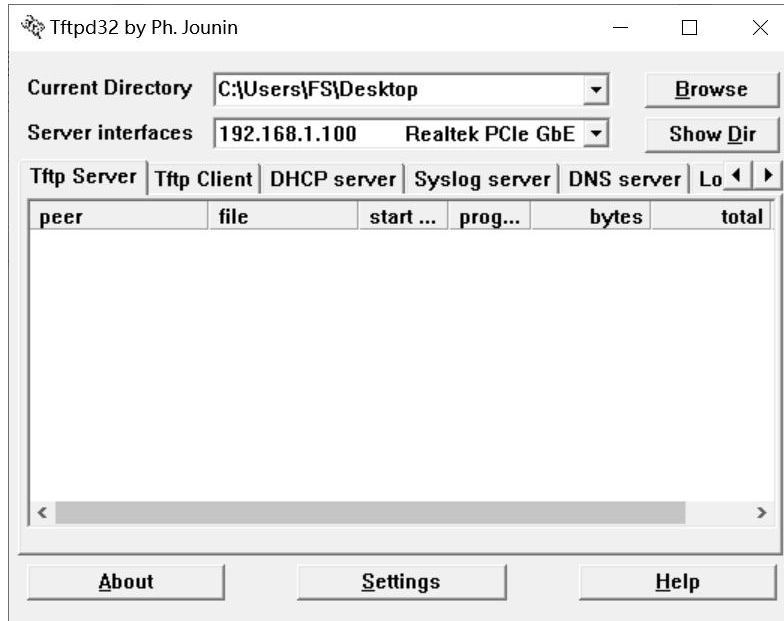 Tftpd32 by Ph. Jounin
Current Directory C:\Users\FS\Desktop Browse
Server interfaces 192.168.1.100 Realtek PCIe GbE Show Dir
Tftp Server Tftp Client DHCP server Syslog server DNS server Lo
peer file start ... prog... bytes total
About Settings Help